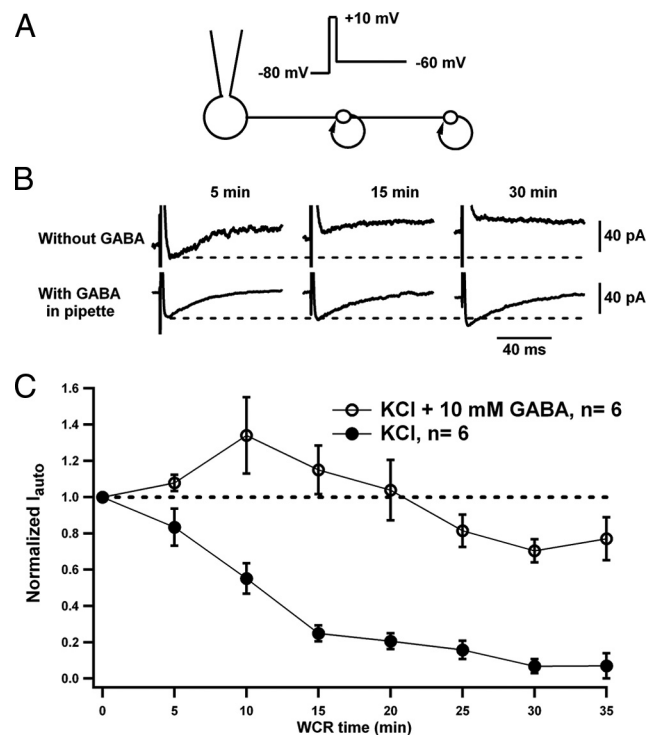 A
+10 mV
-80 mV
-60 mV
B
5 min 15 min 30 min
Without GABA
40 pA
With GABA
in pipette
40 pA
40 ms
C
KCl + 10 mM GABA, n= 6
KCl, n= 6
Normalized Iauto
1.6
1.4
1.2
1.0
0.8
0.6
0.4
0.2
0.0
0 5 10 15 20 25 30 35
WCR time (min)